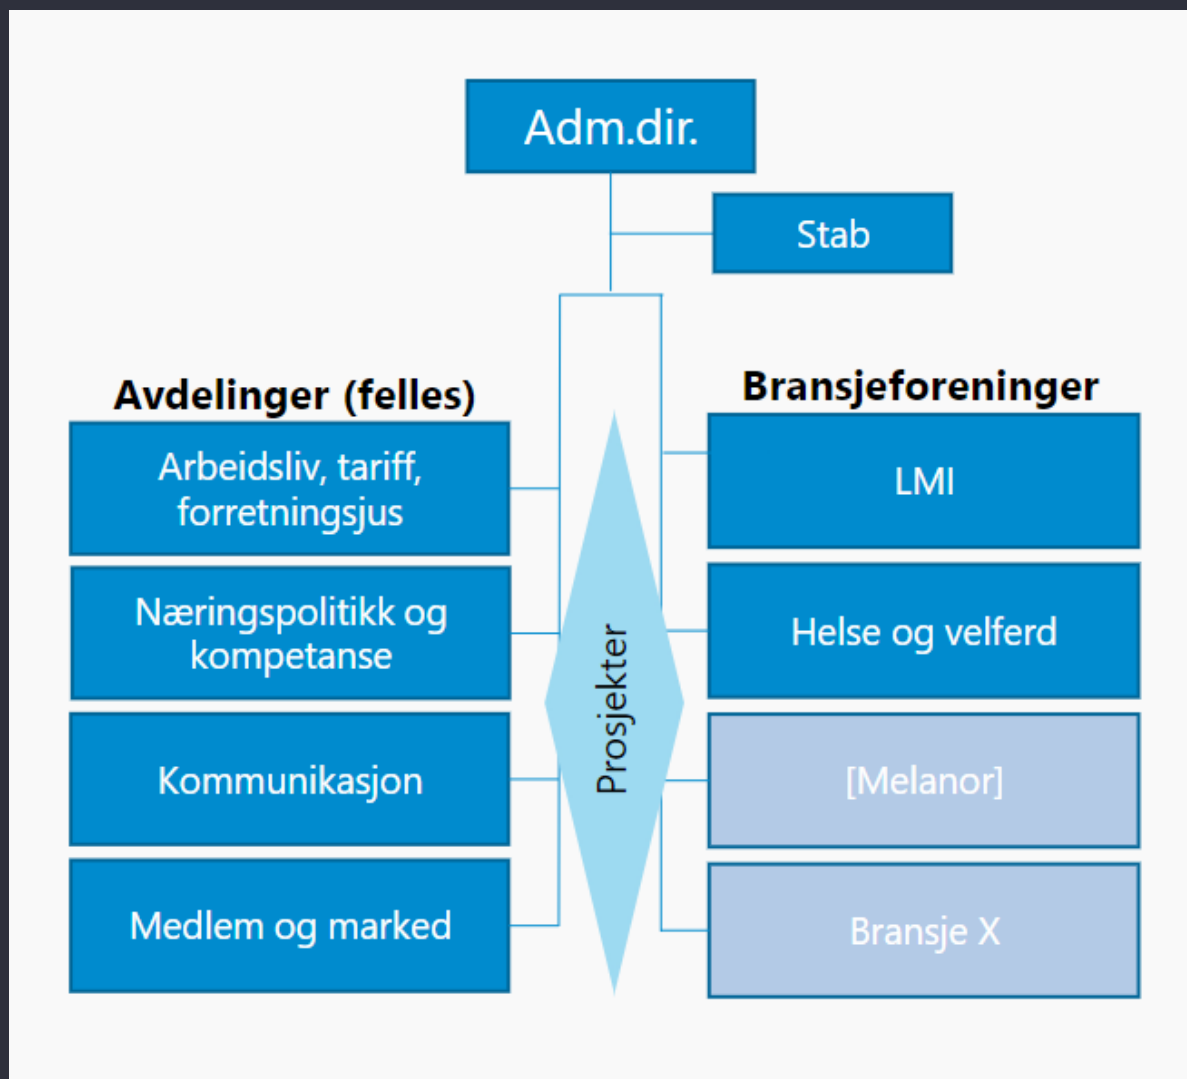 Adm.dir.
Stab
Avdelinger (felles)
Arbeidsliv, tariff,
forretningsjus
Næringspolitikk og
kompetanse
Kommunikasjon
Medlem og marked
Prosjekter
Bransjeforeninger
LMI
Helse og velferd
[Melanor]
Bransje X